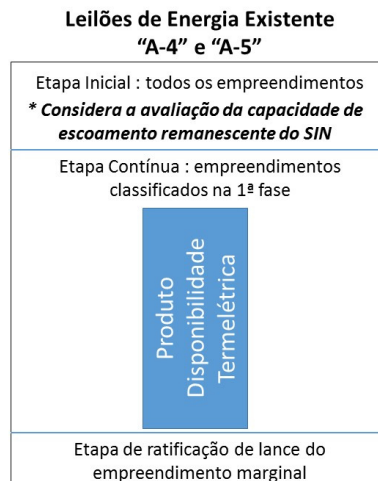 Leilões de Energia Existente
“A-4” e “A-5”
Etapa Inicial : todos os empreendimentos
* Considera a avaliação da capacidade de
escoamento remanescente do SIN
Etapa Contínua : empreendimentos
classificados na 1ª fase
Produto
Disponibilidade
Termelétrica
Etapa de ratificação de lance do
empreendimento marginal